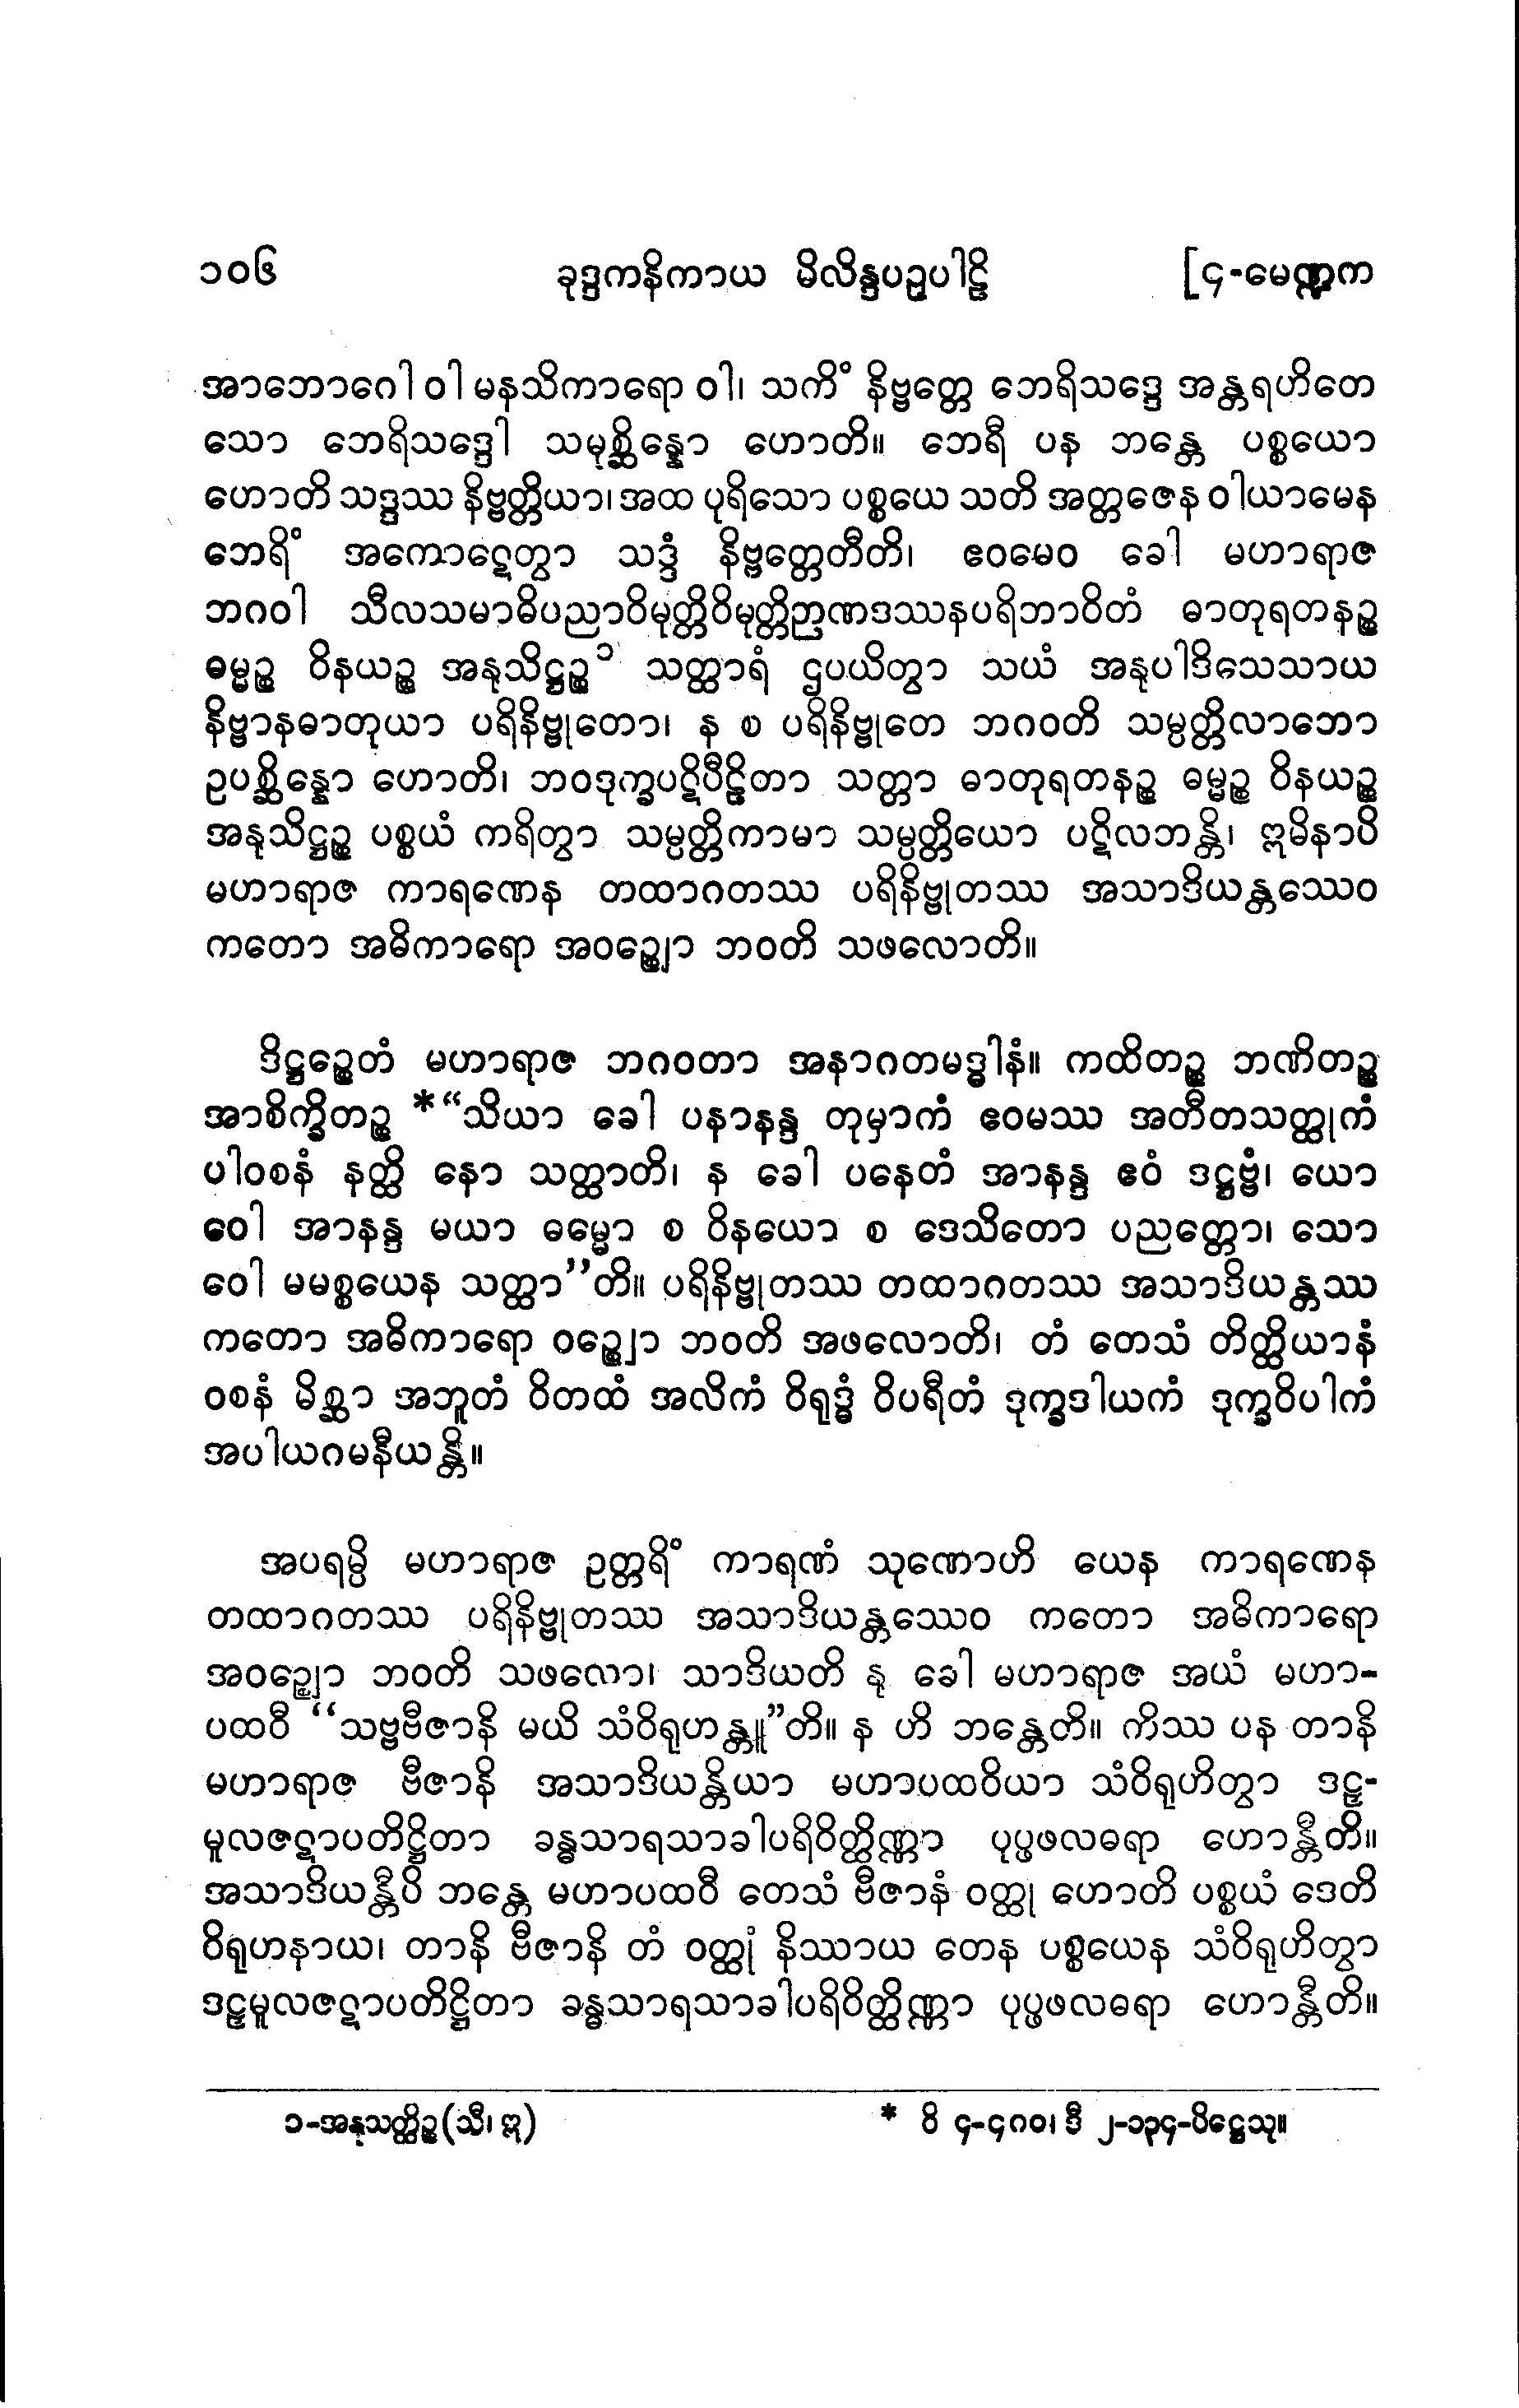 ၁၀၆ ခုဒ္ဒကနိကာယ မိလိန္ဒပဉှပါဠိ [၄-မေဏ္ဍက
အာဘောဂေါ ဝါ မနသိကာရော ဝါ၊ သကိံ နိဗ္ဗတ္တေ ဘေရိသဒ္ဒေ အန္တရဟိတေ
သော ဘေရိသဒ္ဒေါ သမုစ္ဆိန္နော ဟောတိ။ ဘေရီ ပန ဘန္တေ ပစ္စယော
ဟောတိ သဒ္ဒဿ နိဗ္ဗတ္တိယာ၊ အထ ပုရိသော ပစ္စယေ သတိ အတ္တဇေန ဝါယာမေန
ဘေရိံ အကောဋေတွာ သဒ္ဒံ နိဗ္ဗတ္တေတီတိ၊ ဧဝမေဝ ခေါ မဟာရာဇ
ဘဂဝါ သီလသမာဓိပညာဝိမုတ္တိဝိမုတ္တိဉာဏဒဿနပရိဘာဝိတံ ဓာတုရတနဉ္စ
ဓမ္မဉ္စ ဝိနယဉ္စ အနုသိဋ္ဌဉ္စ၁ သတ္ထာရံ ဌပယိတွာ သယံ အနုပါဒိသေသာယ
နိဗ္ဗာနဓာတုယာ ပရိနိဗ္ဗုတော၊ န စ ပရိနိဗ္ဗုတေ ဘဂဝတိ သမ္ပတ္တိလာဘော
ဥပစ္ဆိန္နော ဟောတိ၊ ဘဝဒုက္ခပဋိပီဠိတာ သတ္တာ ဓာတုရတနဉ္စ ဓမ္မဉ္စ ဝိနယဉ္စ
အနုသိဋ္ဌဉ္စ ပစ္စယံ ကရိတွာ သမ္ပတ္တိကာမာ သမ္ပတ္တိယော ပဋိလဘန္တိ၊ ဣမိနာပိ
မဟာရာဇ ကာရဏေန တထာဂတဿ ပရိနိဗ္ဗုတဿ အသာဒိယန္တဿေဝ
ကတော အဓိကာရော အဝဉ္ဈော ဘဝတိ သဖလောတိ။
ဒိဋ္ဌဉ္စေတံ မဟာရာဇ ဘဂဝတာ အနာဂတမဒ္ဓါနံ။ ကထိတဉ္စ ဘဏိတဉ္စ
အာစိက္ခိတဉ္စ *“သိယာ ခေါ ပနာနန္ဒ တုမှာကံ ဧဝမဿ အတီတသတ္ထုကံ
ပါဝစနံ နတ္ထိ နော သတ္ထာတိ၊ န ခေါ ပနေတံ အာနန္ဒ ဧဝံ ဒဋ္ဌဗ္ဗံ၊ ယော
ဝေါ အာနန္ဒ မယာ ဓမ္မော စ ဝိနယော စ ဒေသိတော ပညတ္တော၊ သော
ဝေါ မမစ္စယေန သတ္ထာ’’တိ။ ပရိနိဗ္ဗုတဿ တထာဂတဿ အသာဒိယန္တဿ
ကတော အဓိကာရော ဝဉ္ဈော ဘဝတိ အဖလောတိ၊ တံ တေသံ တိတ္ထိယာနံ
ဝစနံ မိစ္ဆာ အဘူတံ ဝိတထံ အလိကံ ဝိရုဒ္ဓံ ဝိပရီတံ ဒုက္ခဒါယကံ ဒုက္ခဝိပါကံ
အပါယဂမနီယန္တိ။
အပရမ္ပိ မဟာရာဇ ဥတ္တရိံ ကာရဏံ သုဏောဟိ ယေန ကာရဏေန
တထာဂတဿ ပရိနိဗ္ဗုတဿ အသာဒိယန္တဿေဝ ကတော အဓိကာရော
အဝဉ္ဈော ဘဝတိ သဖလော၊ သာဒိယတိ နု ခေါ မဟာရာဇ အယံ မဟာ-
ပထဝီ “သဗ္ဗဗီဇာနိ မယိ သံဝိရုဟန္တူ”တိ။ န ဟိ ဘန္တေတိ။ ကိဿ ပန တာနိ
မဟာရာဇ ဗီဇာနိ အသာဒိယန္တိယာ မဟာပထဝိယာ သံဝိရုဟိတွာ ဒဠှ-
မူလဇဋာပတိဋ္ဌိတာ ခန္ဓသာရသာခါပရိဝိတ္ထိဏ္ဏာ ပုပ္ဖဖလဓရာ ဟောန္တီတိ။
အသာဒိယန္တီပိ ဘန္တေ မဟာပထဝီ တေသံ ဗီဇာနံ ဝတ္ထု ဟောတိ ပစ္စယံ ဒေတိ
ဝိရုဟနာယ၊ တာနိ ဗီဇာနိ တံ ဝတ္ထုံ နိဿာယ တေန ပစ္စယေန သံဝိရုဟိတွာ
ဒဠှမူလဇဋာပတိဋ္ဌိတာ ခန္ဓသာရသာခါပရိဝိတ္ထိဏ္ဏာ ပုပ္ဖဖလဓရာ ဟောန္တီတိ။
၁-အနုသတ္ထိဉ္စ(သီ၊ ဣ) * ဝိ ၄-၄ဂဝ၊ ဒီ ၂-၁၃၄-ပိဋ္ဌေသု။